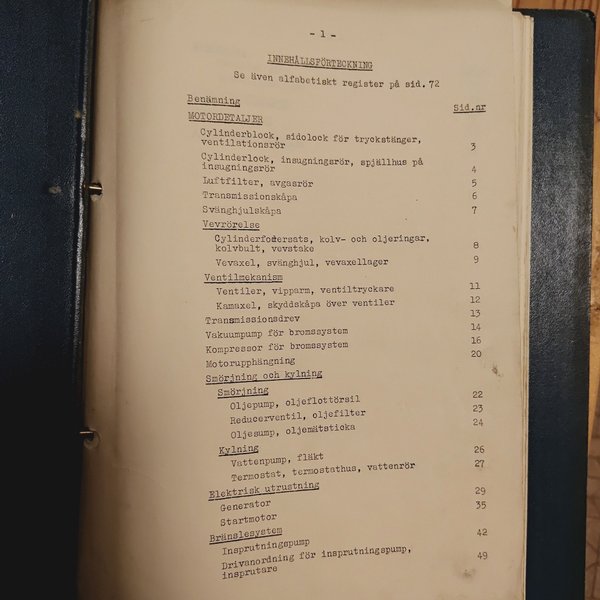 - 1 -
INNEHÅLLSFÖRTECKNING
Se även alfabetiskt register på sid. 72
Benämning Sid.nr
MOTORDETALJER
Cylinderblock, sidolock för tryckstänger,
ventilationsrör 3
Cylinderlock, insugningsrör, spjällhus på
insugningsrör 4
Luftfilter, avgasrör 5
Transmissionskåpa 6
Svänghjulskåpa 7
Vevrörelse
Cylinderfodersats, kolv- och oljeringar,
kolvbult, vevstake 8
Vevaxel, svänghjul, vevaxellager 9
Ventilmekanism
Ventiler, vipparm, ventiltryckare 11
Kamaxel, skyddskåpa över ventiler 12
Transmissionsdrev 13
Vakuumpump för bromssystem 14
Kompressor för bromssystem 16
Motorupphängning 20
Smörjning och kylning
Smörjning
Oljepump, oljeflottörsil 22
Reducerventil, oljefilter 23
Oljesump, oljemätsticka 24
Kylning
Vattenpump, fläkt 26
Termostat, termostathus, vattenrör 27
Elektrisk utrustning
Generator 29
Startmotor 35
Bränslesystem
Insprutningspump 42
Drivanordning för insprutningspump,
insprutare 49